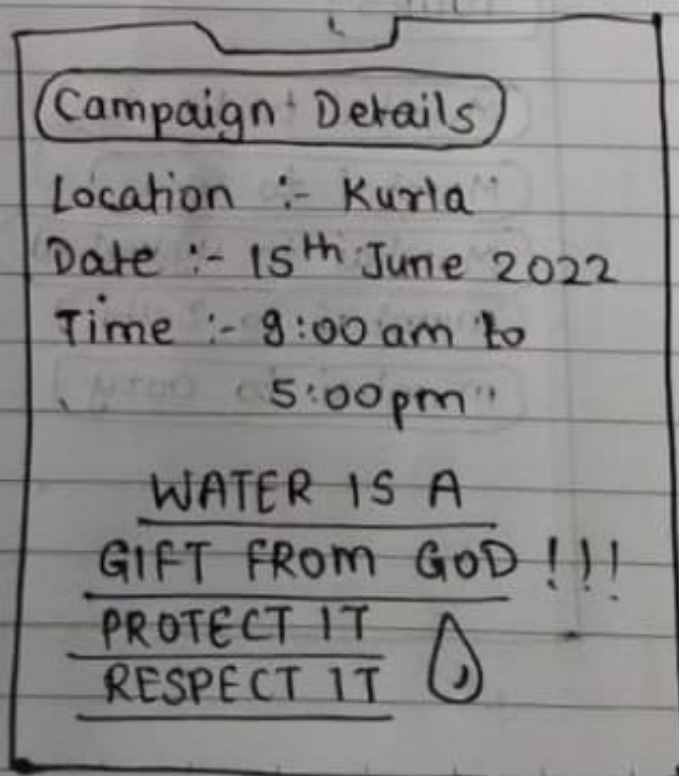 Campaign Details
Location :- Kurla
Date :- 15th June 2022
Time :- 9:00 am to
5:00pm
WATER IS A
GIFT FROM GOD !!!
PROTECT IT
RESPECT IT